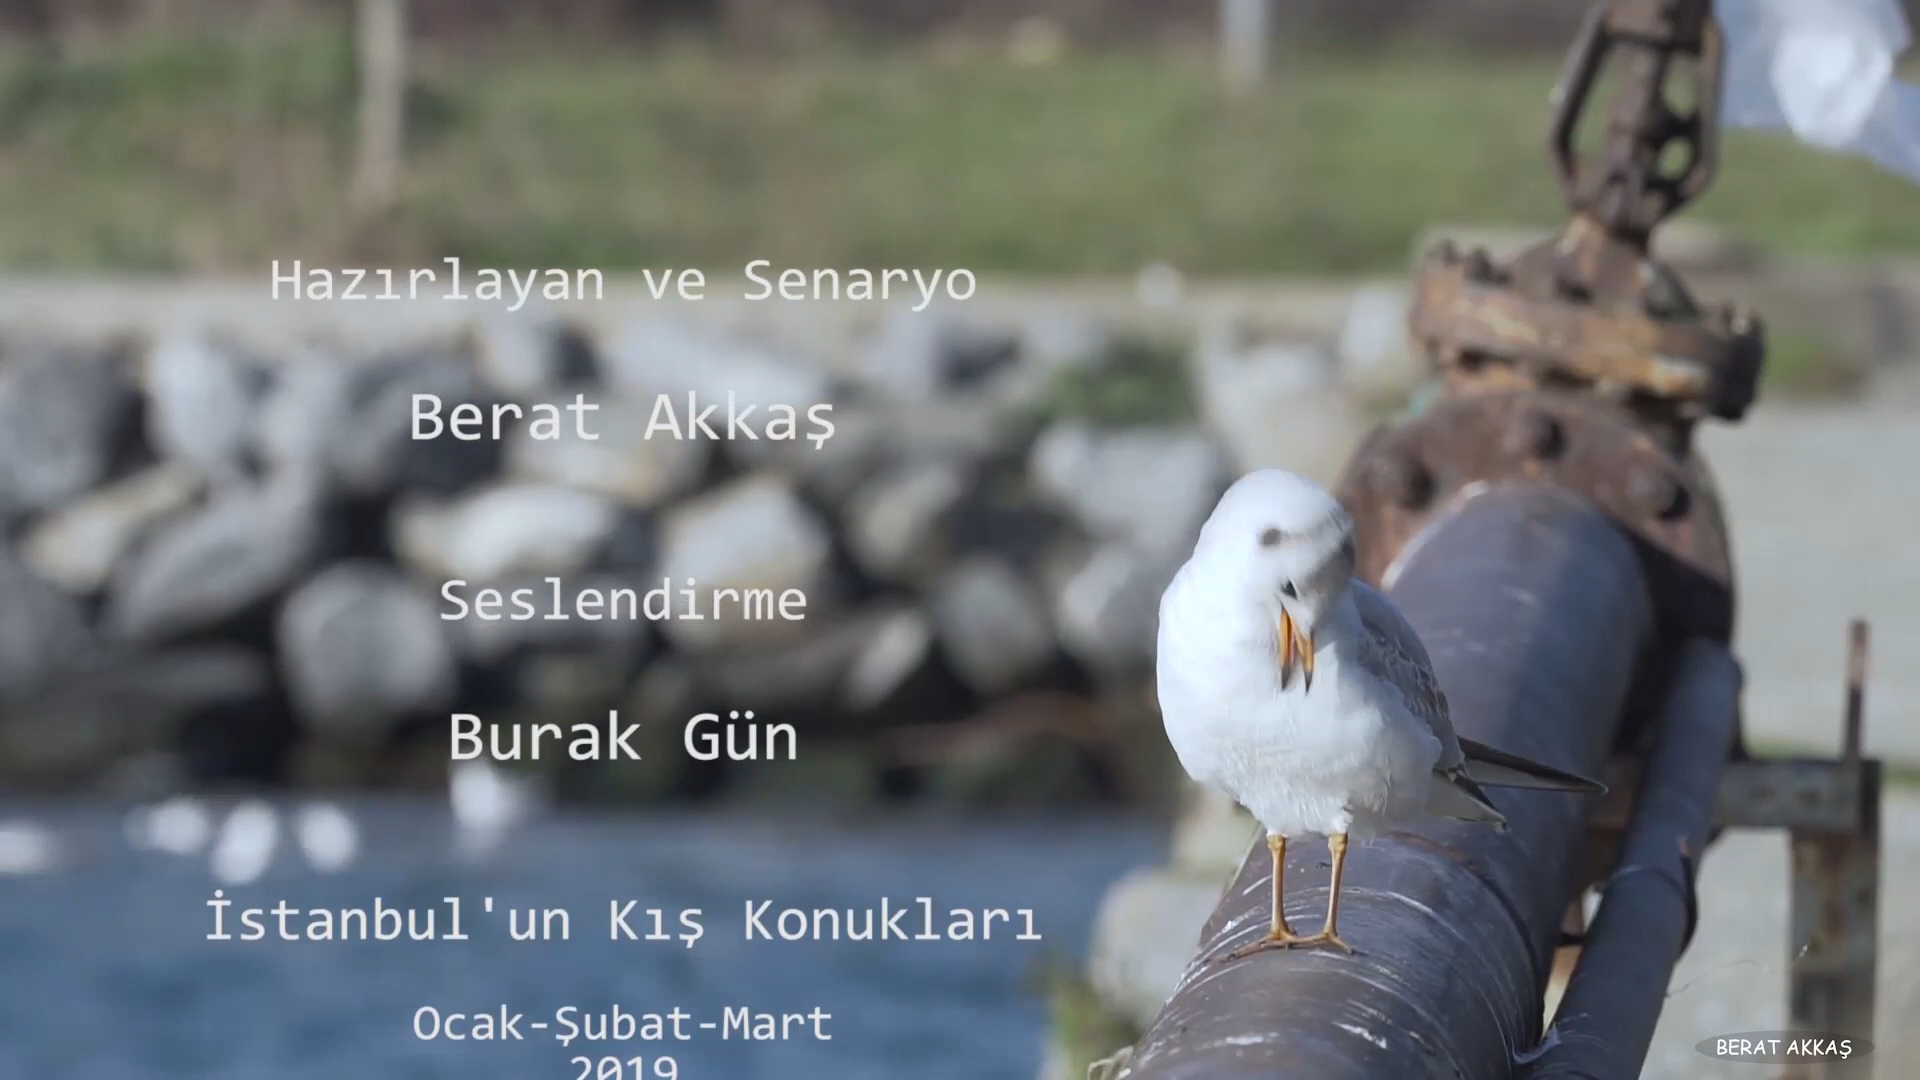 Hazırlayan ve Senaryo
Berat Akkaş
Seslendirme
Burak Gün
İstanbul'un Kış Konukları
Ocak-Şubat-Mart
2019
BERAT AKKAŞ